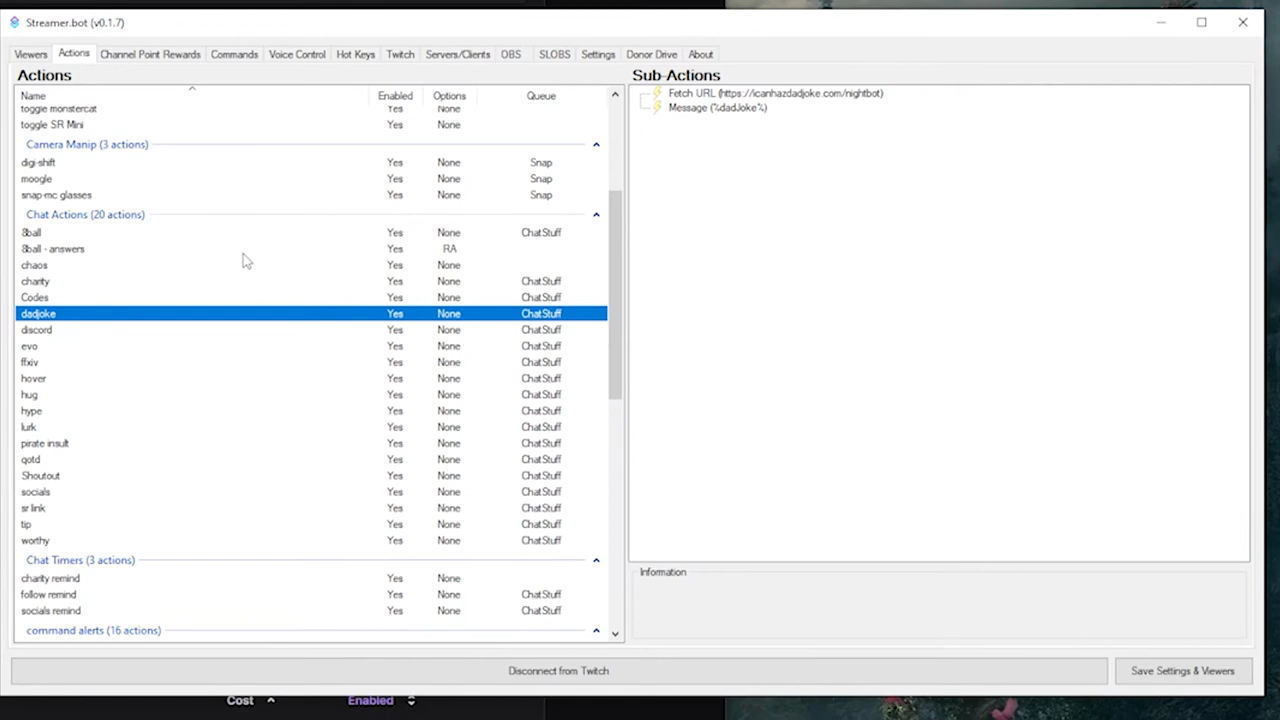 Streamer.bot (v0.1.7)
Viewers Actions Channel Point Rewards Commands Voice Control Hot Keys Twitch Servers/Clients OBS SLOBS Settings Donor Drive About
Actions
Name Enabled Options Queue
toggle monstercat Yes None
toggle SR Mini Yes None
Camera Manip (3 actions)
digi-shift Yes None Snap
moogle Yes None Snap
snap-mc glasses Yes None Snap
Chat Actions (20 actions)
8ball Yes None ChatStuff
8ball - answers Yes RA
chaos Yes None
charity Yes None ChatStuff
Codes Yes None ChatStuff
dadjoke Yes None ChatStuff
discord Yes None ChatStuff
evo Yes None ChatStuff
ffxiv Yes None ChatStuff
hover Yes None ChatStuff
hug Yes None ChatStuff
hype Yes None ChatStuff
lurk Yes None ChatStuff
pirate insult Yes None ChatStuff
qotd Yes None ChatStuff
Shoutout Yes None ChatStuff
socials Yes None ChatStuff
sr link Yes None ChatStuff
tip Yes None ChatStuff
worthy Yes None ChatStuff
Chat Timers (3 actions)
charity remind Yes None
follow remind Yes None ChatStuff
socials remind Yes None ChatStuff
command alerts (16 actions)
Sub-Actions
Fetch URL (https://icanhazdadjoke.com/nightbot)
Message (%dadJoke%)
Information
Disconnect from Twitch
Save Settings & Viewers
Cost Enabled